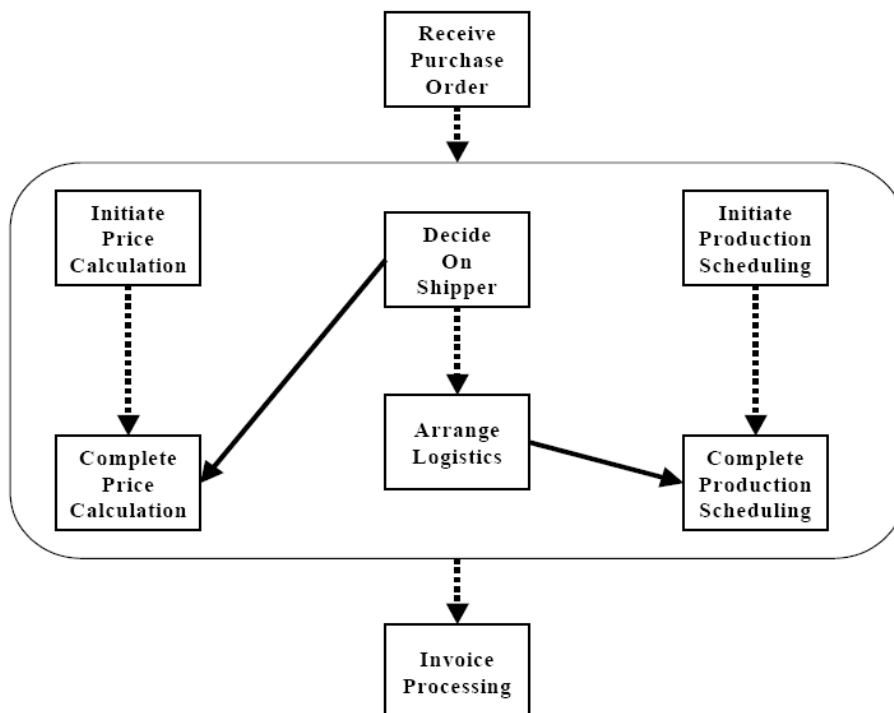 Receive
Purchase
Order
Initiate
Price
Calculation
Decide
On
Shipper
Initiate
Production
Scheduling
Complete
Price
Calculation
Arrange
Logistics
Complete
Production
Scheduling
Invoice
Processing